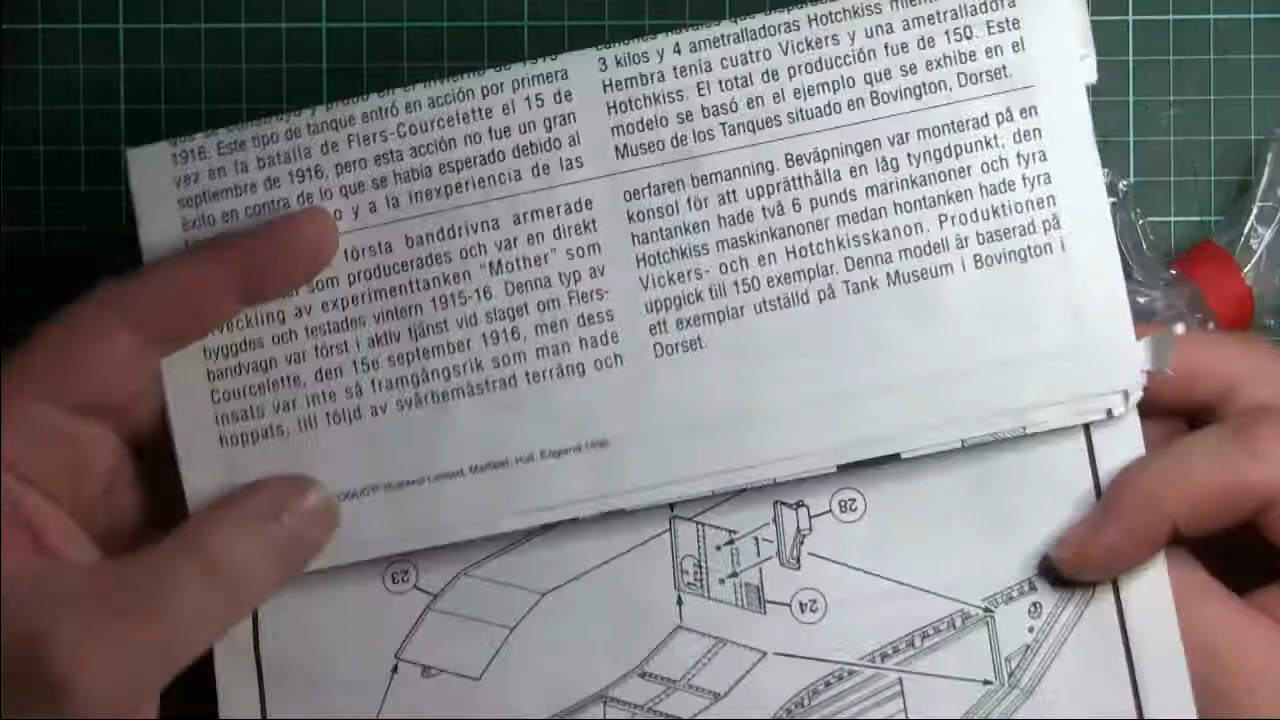 1916. Este tipo de tanque entró en acción por primera
vez en la batalla de Flers-Courcelette el 15 de
septiembre de 1916, pero esta acción no fue un gran
éxito en contra de lo que se había esperado debido al
o y a la inexperiencia de las
3 kilos y 4 ametralladoras Hotchkiss
Hembra tenía cuatro Vickers y una ametralladora
Hotchkiss. El total de producción fue de 150. Este
modelo se basó en el ejemplo que se exhibe en el
Museo de los Tanques situado en Bovington, Dorset.
första banddrivna armerade
som producerades och var en direkt
veckling av experimenttanken "Mother" som
byggdes och testades vintern 1915-16. Denna typ av
bandvagn var först i aktiv tjänst vid slaget om Flers-
Courcelette, den 15e september 1916, men dess
insats var inte så framgångsrik som man hade
hoppats, till följd av svårbemästrad terräng och
oerfaren bemanning. Beväpningen var monterad på en
konsol för att upprätthålla en låg tyngdpunkt; den
hantanken hade två 6 punds marinkanoner och fyra
Hotchkiss maskinkanoner medan hontanken hade fyra
Vickers- och en Hotchkisskanon. Produktionen
uppgick till 150 exemplar. Denna modell är baserad på
ett exemplar utställd på Tank Museum i Bovington i
Dorset.
Limited, Hull, England
23
28
24